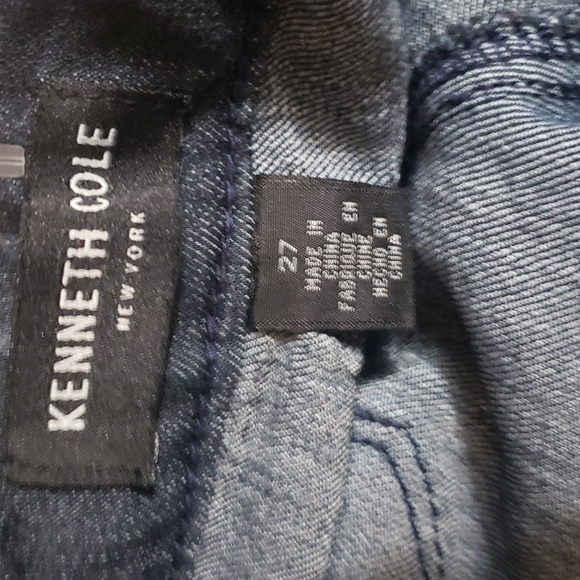 KENNETH COLE
NEW YORK
27
MADE IN
CHINA
FABRIQUE EN
CHINE
HECHO EN
CHINA